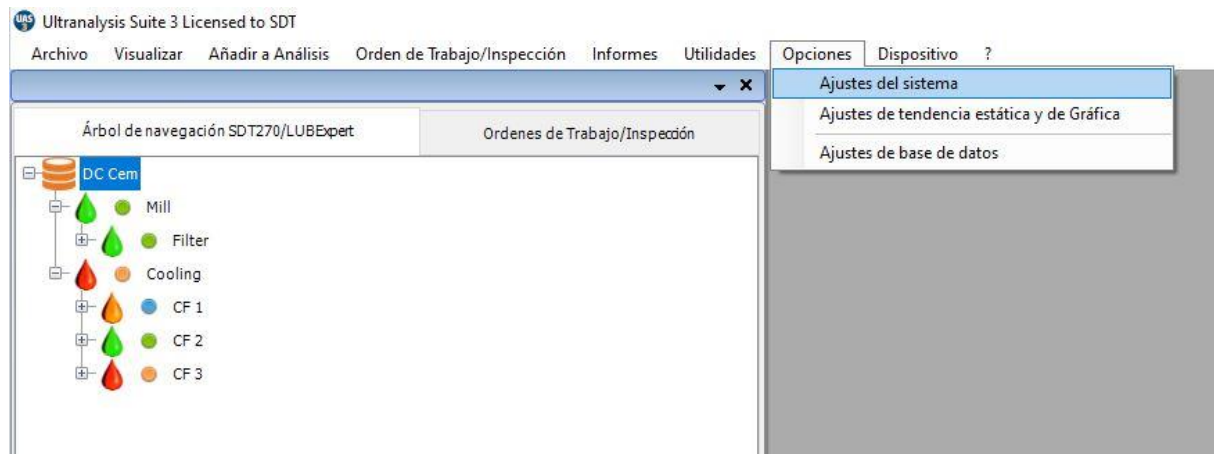 UAS 3 Ultranalysis Suite 3 Licensed to SDT
Archivo Visualizar Añadir a Análisis Orden de Trabajo/Inspección Informes Utilidades Opciones Dispositivo ?
Ajustes del sistema
Ajustes de tendencia estática y de Gráfica
Ajustes de base de datos
Árbol de navegación SDT270/LUBExpert Ordenes de Trabajo/Inspección
DC Cem
Mill
Filter
Cooling
CF 1
CF 2
CF 3